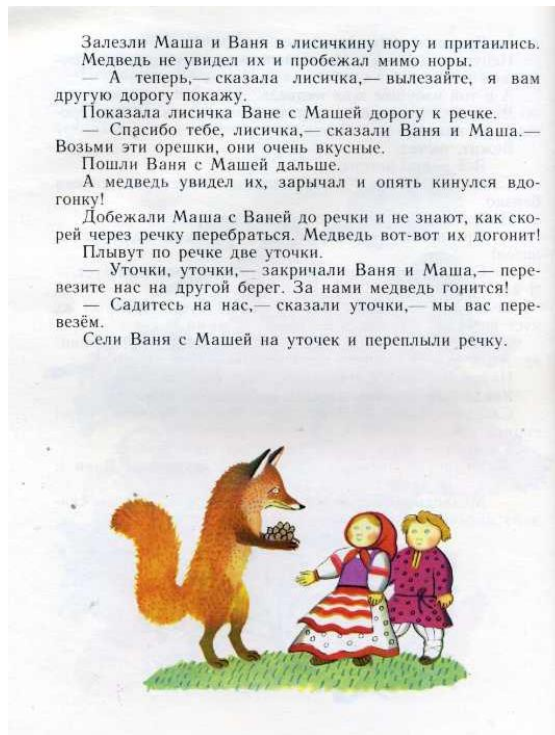 Залезли Маша и Ваня в лисичкину нору и притаились.
Медведь не увидел их и пробежал мимо норы.
— А теперь,— сказала лисичка,— вылезайте, я вам
другую дорогу покажу.
Показала лисичка Ване с Машей дорогу к речке.
— Спасибо тебе, лисичка,— сказали Ваня и Маша.—
Возьми эти орешки, они очень вкусные.
Пошли Ваня с Машей дальше.
А медведь увидел их, зарычал и опять кинулся вдо-
гонку!
Добежали Маша с Ваней до речки и не знают, как ско-
рей через речку перебраться. Медведь вот-вот их догонит!
Плывут по речке две уточки.
— Уточки, уточки,— закричали Ваня и Маша,— пере-
везите нас на другой берег. За нами медведь гонится!
— Садитесь на нас,— сказали уточки,— мы вас пере-
везём.
Сели Ваня с Машей на уточек и переплыли речку.